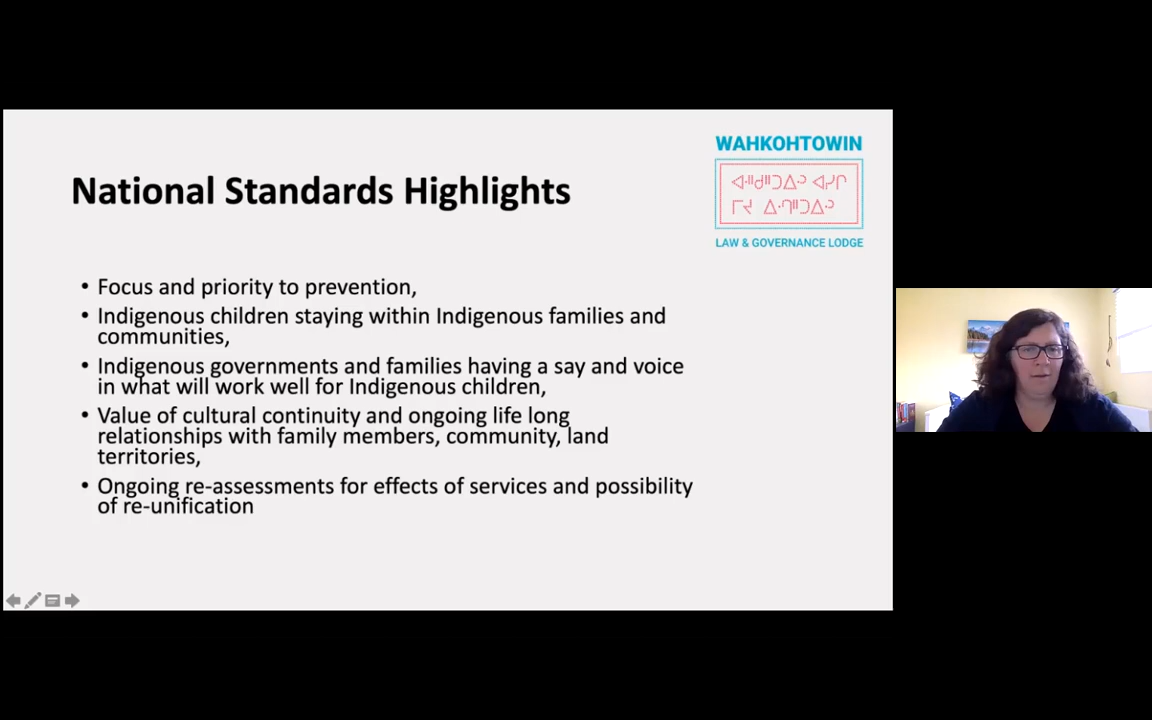 WAHKOHTOWIN
ᐊᐧᐦᑯᐦᑐᐃᐧᐣ ᐊᓯᒋ
LAW & GOVERNANCE LODGE
National Standards Highlights
• Focus and priority to prevention,
• Indigenous children staying within Indigenous families and
communities,
• Indigenous governments and families having a say and voice
in what will work well for Indigenous children,
• Value of cultural continuity and ongoing life long
relationships with family members, community, land
territories,
• Ongoing re-assessments for effects of services and possibility
of re-unification